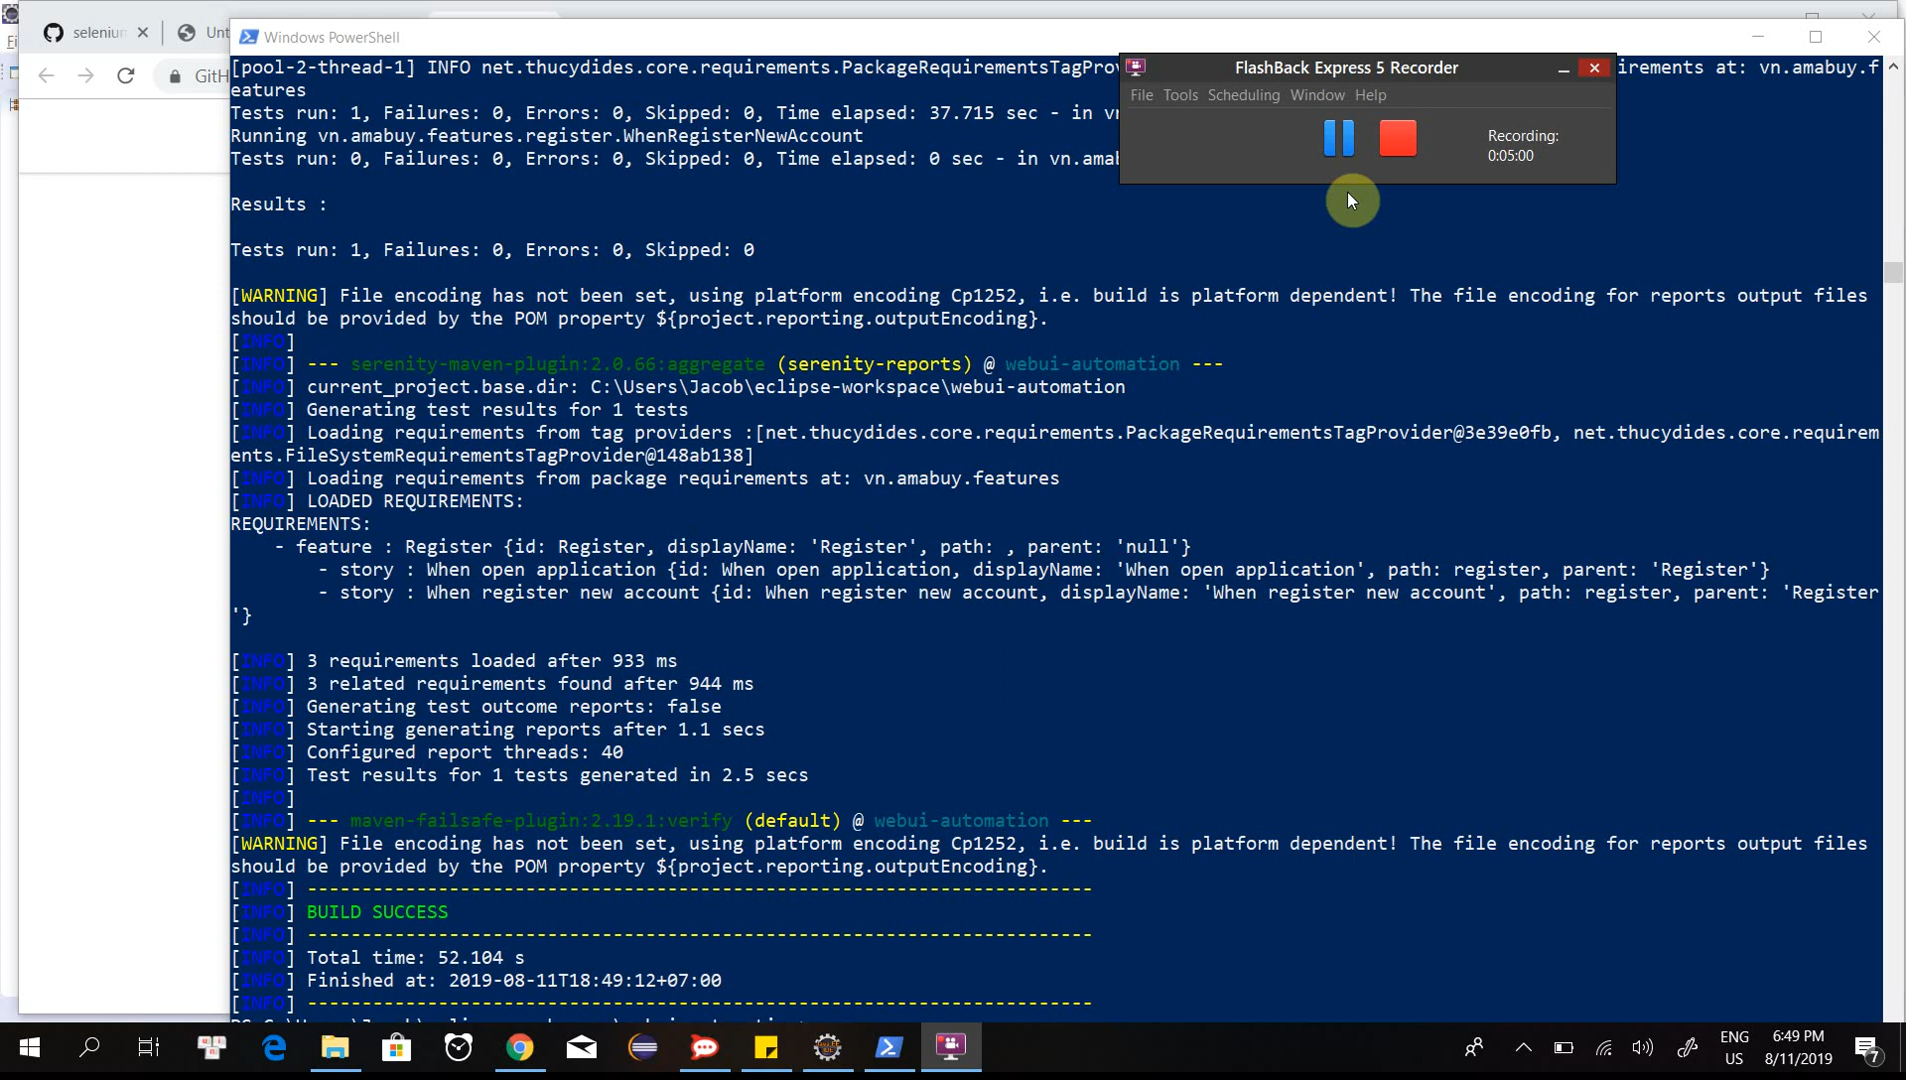 seleniu
Unt
Windows PowerShell
GitH
[pool-2-thread-1] INFO net.thucydides.core.requirements.PackageRequirementsTagProv
irements at: vn.amabuy.f
eatures
Tests run: 1, Failures: 0, Errors: 0, Skipped: 0, Time elapsed: 37.715 sec - in vn.
Running vn.amabuy.features.register.WhenRegisterNewAccount
Tests run: 0, Failures: 0, Errors: 0, Skipped: 0, Time elapsed: 0 sec - in vn.amab
FlashBack Express 5 Recorder
File Tools Scheduling Window Help
Recording:
0:05:00
Results :
Tests run: 1, Failures: 0, Errors: 0, Skipped: 0
[WARNING] File encoding has not been set, using platform encoding Cp1252, i.e. build is platform dependent! The file encoding for reports output files
should be provided by the POM property ${project.reporting.outputEncoding}.
[INFO]
[INFO] --- serenity-maven-plugin:2.0.66:aggregate (serenity-reports) @ webui-automation ---
[INFO] current_project.base.dir: C:\Users\Jacob\eclipse-workspace\webui-automation
[INFO] Generating test results for 1 tests
[INFO] Loading requirements from tag providers :[net.thucydides.core.requirements.PackageRequirementsTagProvider@3e39e0fb, net.thucydides.core.requirem
ents.FileSystemRequirementsTagProvider@148ab138]
[INFO] Loading requirements from package requirements at: vn.amabuy.features
[INFO] LOADED REQUIREMENTS:
REQUIREMENTS:
- feature : Register {id: Register, displayName: 'Register', path: , parent: 'null'}
- story : When open application {id: When open application, displayName: 'When open application', path: register, parent: 'Register'}
- story : When register new account {id: When register new account, displayName: 'When register new account', path: register, parent: 'Register
'}
[INFO] 3 requirements loaded after 933 ms
[INFO] 3 related requirements found after 944 ms
[INFO] Generating test outcome reports: false
[INFO] Starting generating reports after 1.1 secs
[INFO] Configured report threads: 40
[INFO] Test results for 1 tests generated in 2.5 secs
[INFO]
[INFO] --- maven-failsafe-plugin:2.19.1:verify (default) @ webui-automation ---
[WARNING] File encoding has not been set, using platform encoding Cp1252, i.e. build is platform dependent! The file encoding for reports output files
should be provided by the POM property ${project.reporting.outputEncoding}.
[INFO] ------------------------------------------------------------------------
[INFO] BUILD SUCCESS
[INFO] ------------------------------------------------------------------------
[INFO] Total time: 52.104 s
[INFO] Finished at: 2019-08-11T18:49:12+07:00
[INFO] ------------------------------------------------------------------------
ENG
US
6:49 PM
8/11/2019
7